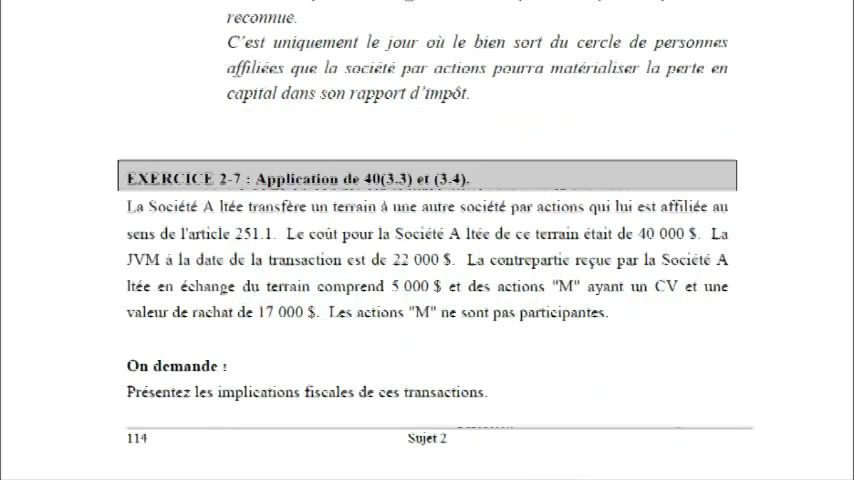 reconnue.
C'est uniquement le jour où le bien sort du cercle de personnes
affiliées que la société par actions pourra matérialiser la perte en
capital dans son rapport d'impôt.
EXERCICE 2-7 : Application de 40(3.3) et (3.4).
La Société A ltée transfère un terrain à une autre société par actions qui lui est affiliée au
sens de l'article 251.1. Le coût pour la Société A ltée de ce terrain était de 40 000 $. La
JVM à la date de la transaction est de 22 000 $. La contrepartie reçue par la Société A
ltée en échange du terrain comprend 5 000 $ et des actions "M" ayant un CV et une
valeur de rachat de 17 000 $. Les actions "M" ne sont pas participantes.
On demande :
Présentez les implications fiscales de ces transactions.
114 Sujet 2